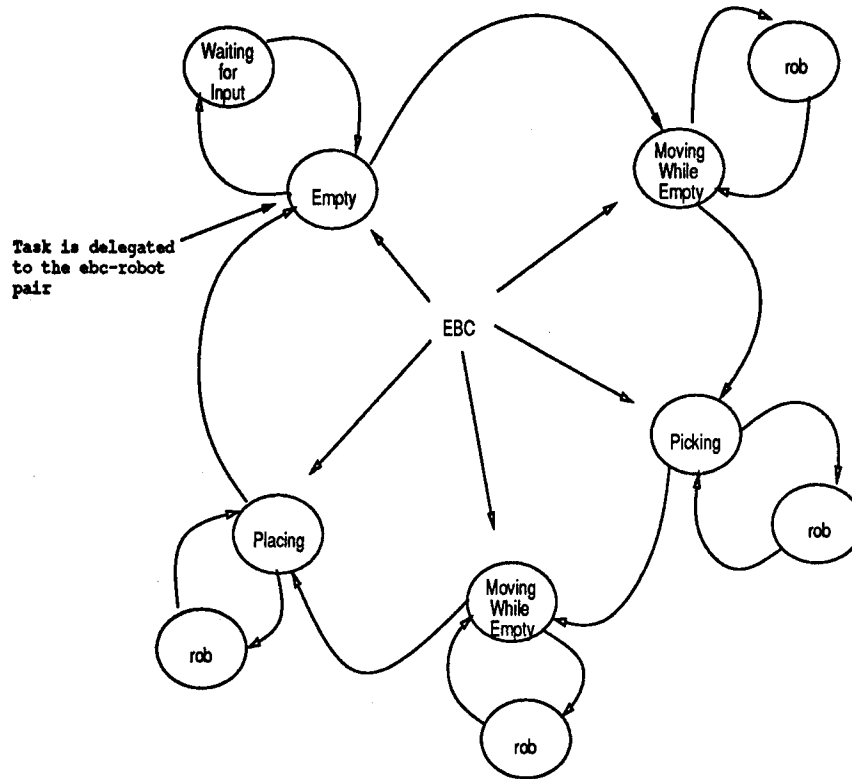 Waiting
for
Input
rob
Moving
While
Empty
Empty
Task is delegated
to the ebc-robot
pair
EBC
Picking
rob
Placing
Moving
While
Empty
rob
rob